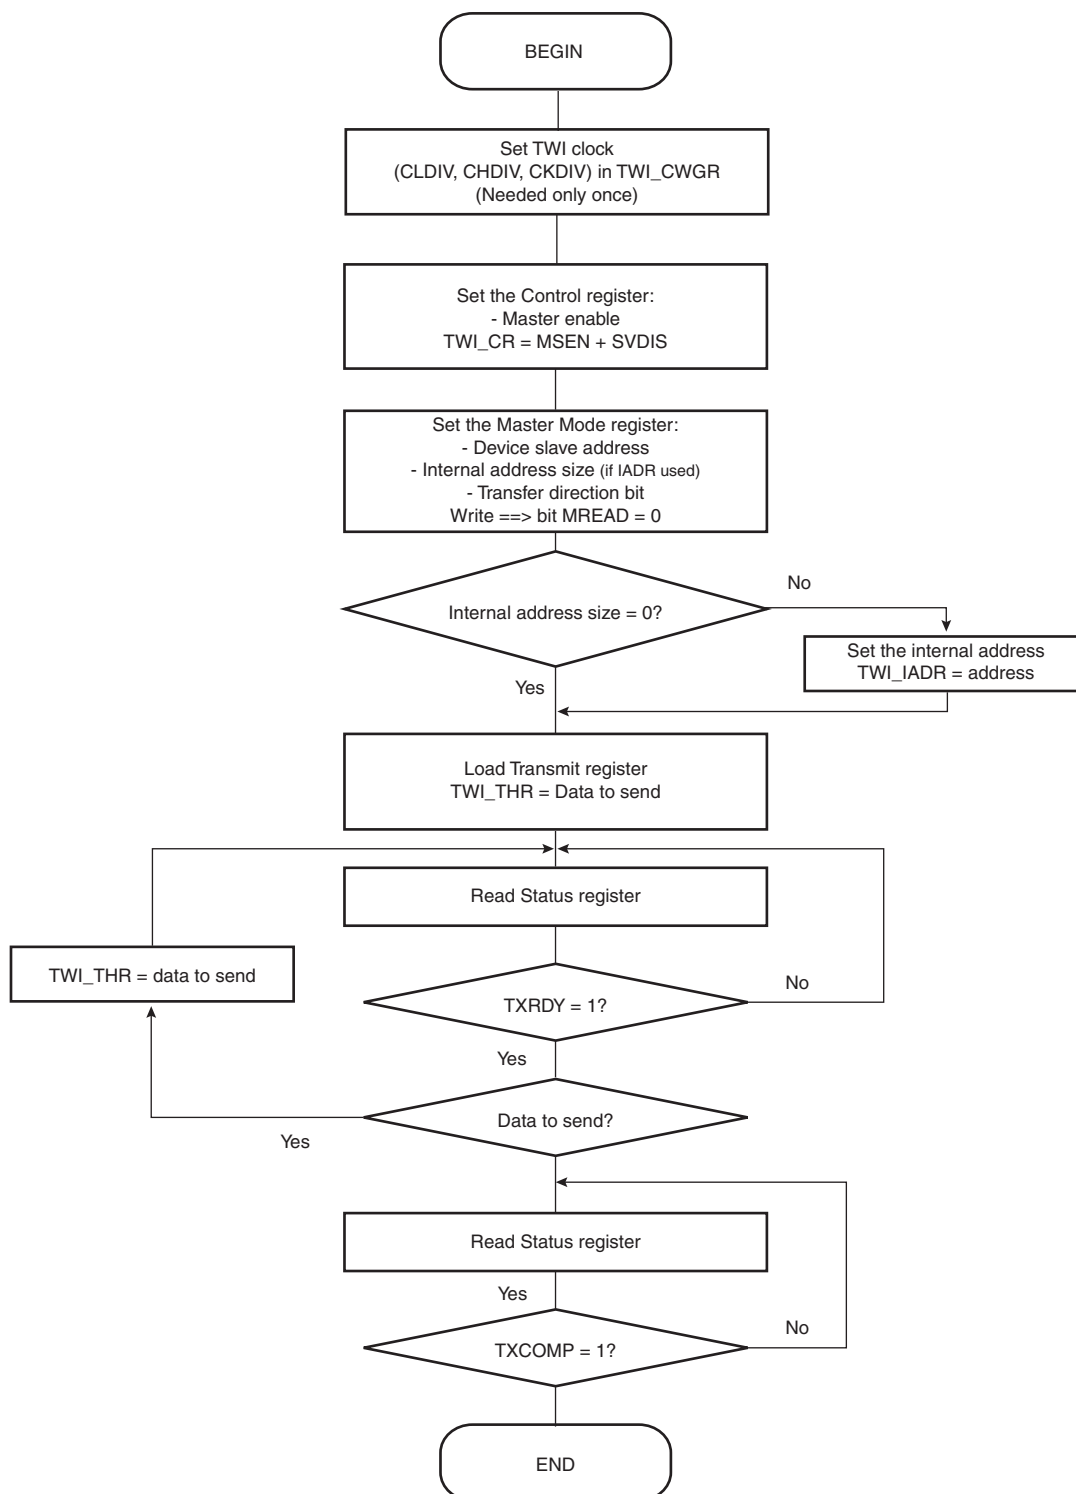 BEGIN
Set TWI clock
(CLDIV, CHDIV, CKDIV) in TWI_CWGR
(Needed only once)
Set the Control register:
- Master enable
TWI_CR = MSEN + SVDIS
Set the Master Mode register:
- Device slave address
- Internal address size (if IADR used)
- Transfer direction bit
Write ==> bit MREAD = 0
No
Internal address size = 0?
Set the internal address
TWI_IADR = address
Yes
Load Transmit register
TWI_THR = Data to send
Read Status register
TWI_THR = data to send
No
TXRDY = 1?
Yes
Data to send?
Yes
Read Status register
Yes
No
TXCOMP = 1?
END